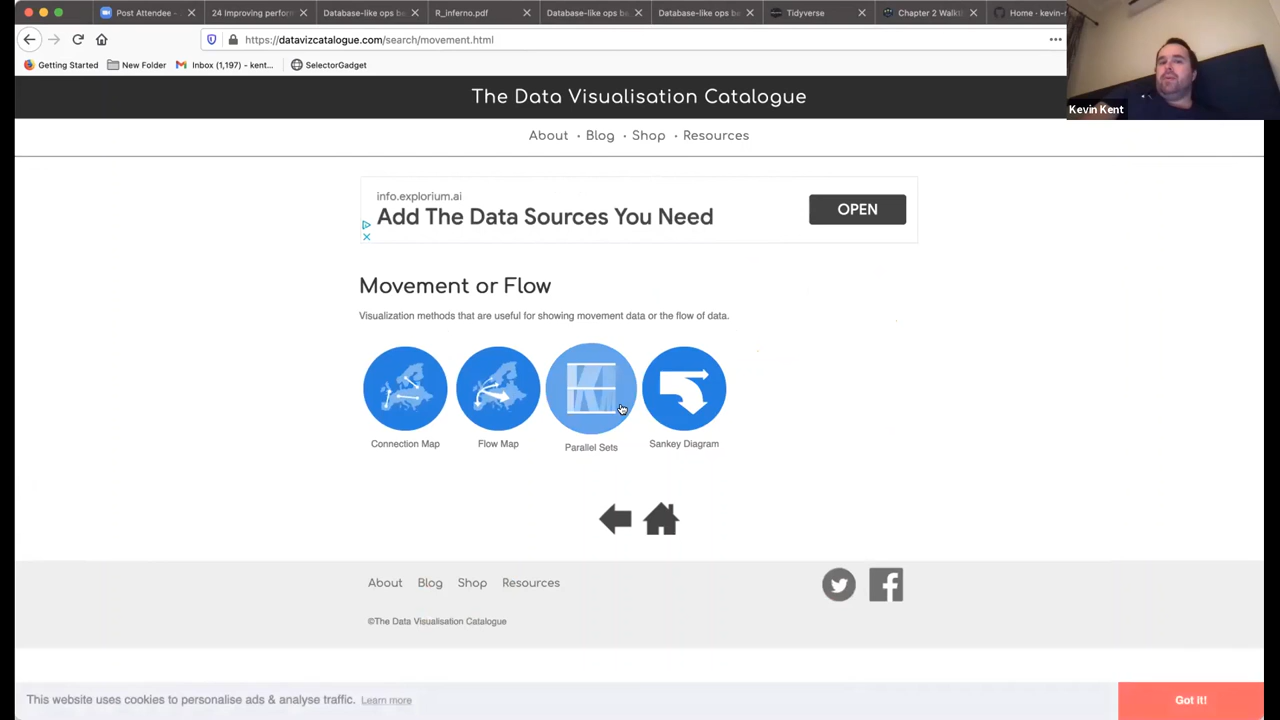 Post Attendee -
24 Improving perform
Database-like ops be
R_inferno.pdf
Database-like ops be
Database-like ops be
Tidyverse
Chapter 2 Walkt
Home · kevin-r
https://datavizcatalogue.com/search/movement.html
Getting Started
New Folder
Inbox (1,197) - kent...
SelectorGadget
Kevin Kent
The Data Visualisation Catalogue
About · Blog · Shop · Resources
info.explorium.ai
Add The Data Sources You Need
OPEN
Movement or Flow
Visualization methods that are useful for showing movement data or the flow of data.
Connection Map
Flow Map
Parallel Sets
Sankey Diagram
About Blog Shop Resources
©The Data Visualisation Catalogue
This website uses cookies to personalise ads & analyse traffic. Learn more
Got it!